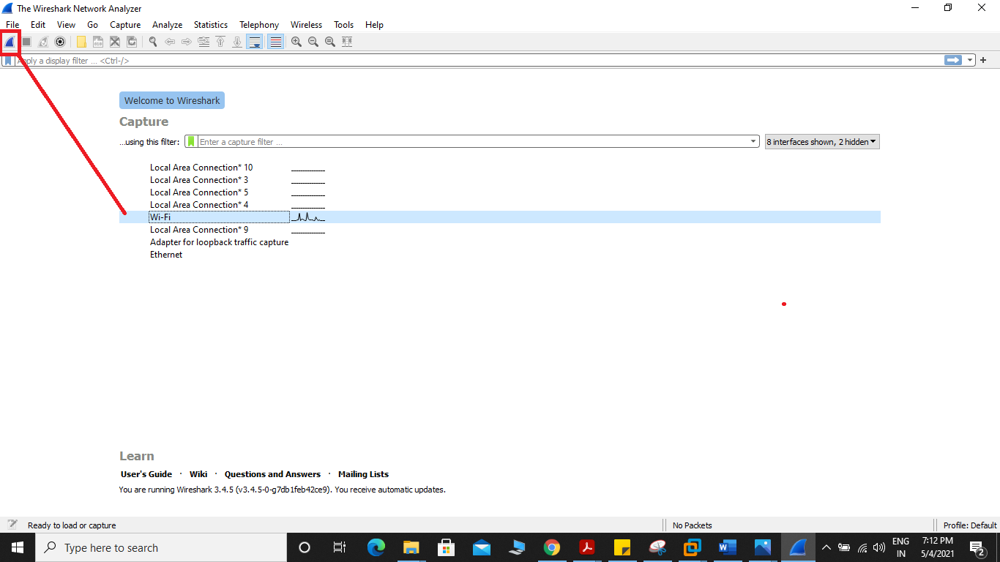 The Wireshark Network Analyzer
File Edit View Go Capture Analyze Statistics Telephony Wireless Tools Help
Apply a display filter ... <Ctrl-/>
Welcome to Wireshark
Capture
...using this filter: Enter a capture filter ... 8 interfaces shown, 2 hidden
Local Area Connection* 10
Local Area Connection* 3
Local Area Connection* 5
Local Area Connection* 4
Wi-Fi
Local Area Connection* 9
Adapter for loopback traffic capture
Ethernet
Learn
User's Guide · Wiki · Questions and Answers · Mailing Lists
You are running Wireshark 3.4.5 (v3.4.5-0-g7db1feb42ce9). You receive automatic updates.
Ready to load or capture No Packets Profile: Default
Type here to search
ENG
IN
7:12 PM
5/4/2021
2